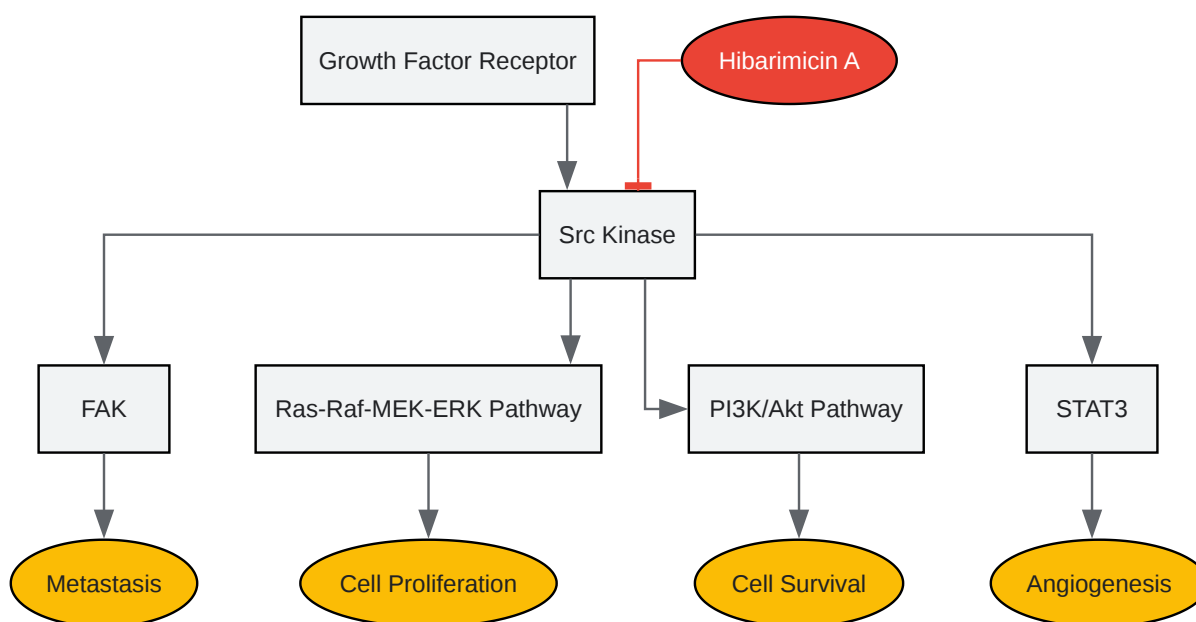 Growth Factor Receptor
Hibarimicin A
Src Kinase
FAK
Ras-Raf-MEK-ERK Pathway
PI3K/Akt Pathway
STAT3
Metastasis
Cell Proliferation
Cell Survival
Angiogenesis